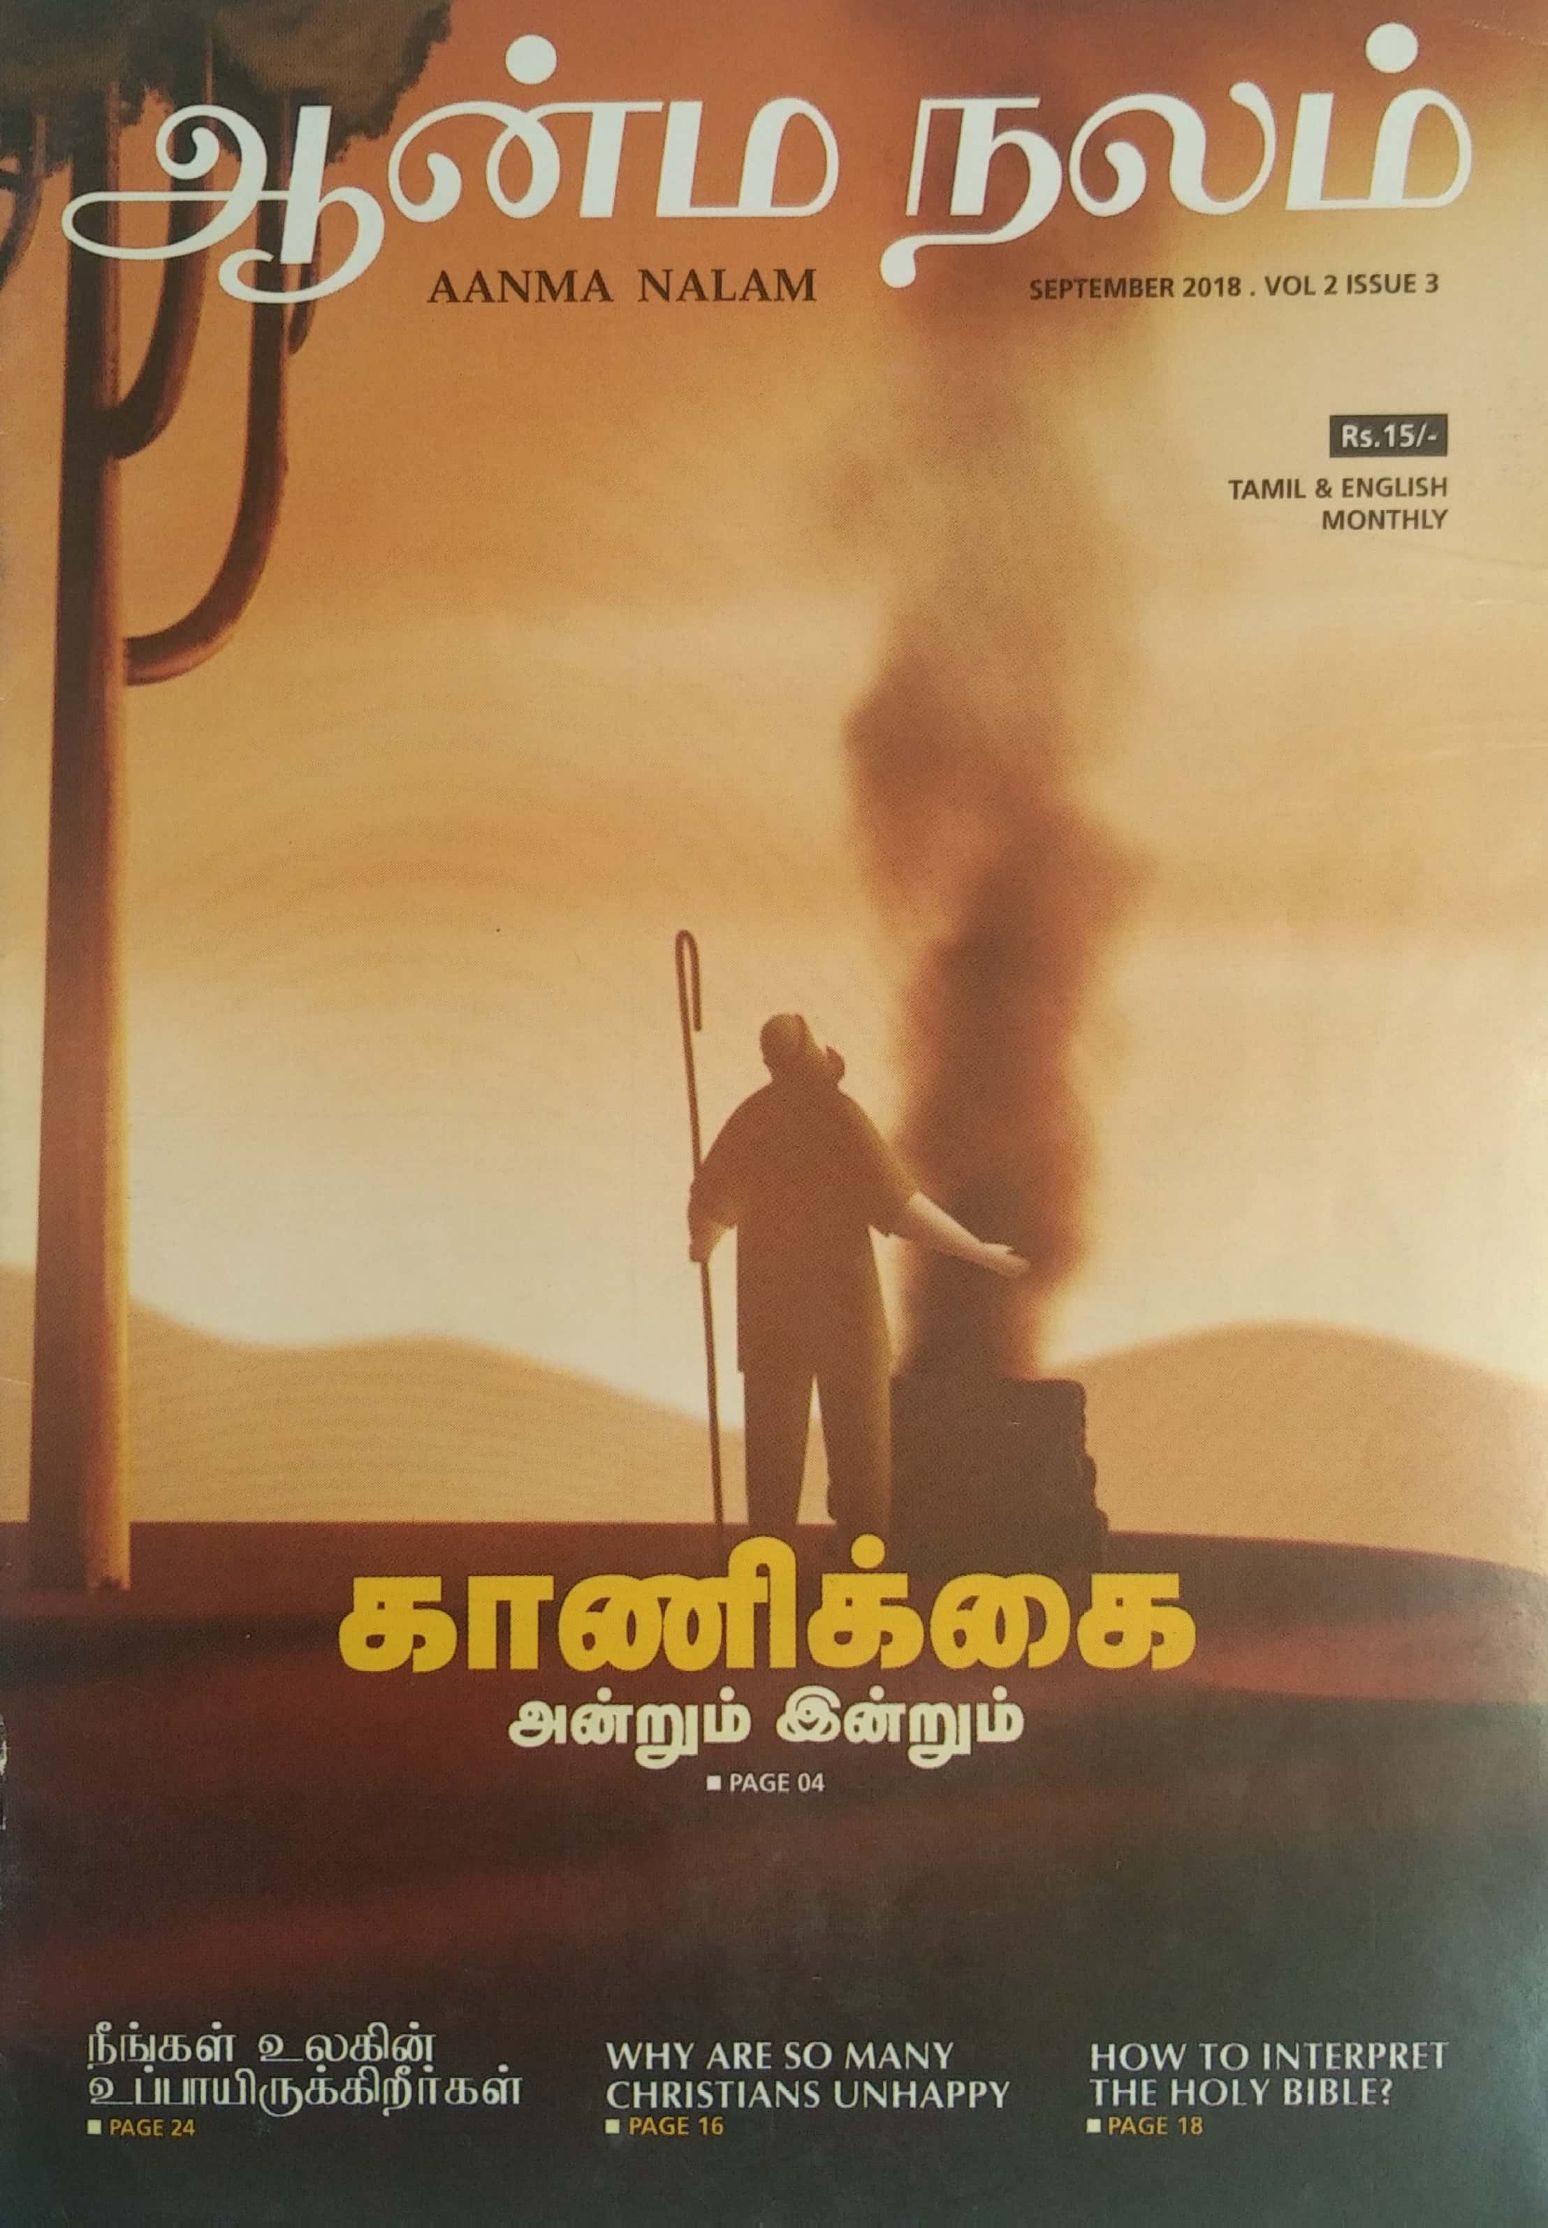 ஆன்ம நலம்
AANMA NALAM
SEPTEMBER 2018 . VOL 2 ISSUE 3
Rs.15/-
TAMIL & ENGLISH
MONTHLY
காணிக்கை
அன்றும் இன்றும்
PAGE 04
நீங்கள் உலகின்
உப்பாயிருக்கிறீர்கள்
PAGE 24
WHY ARE SO MANY
CHRISTIANS UNHAPPY
PAGE 16
HOW TO INTERPRET
THE HOLY BIBLE?
PAGE 18